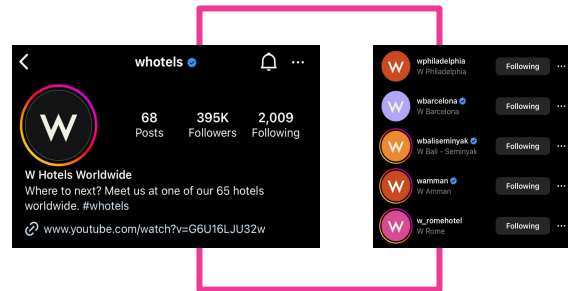 whotels
68 395K 2,009
Posts Followers Following
W
W Hotels Worldwide
Where to next? Meet us at one of our 65 hotels
worldwide. #whotels
www.youtube.com/watch?v=G6U16LJU32w
W
wphiladelphia
W Philadelphia
Following
W
wbarcelona
W Barcelona
Following
W
wbaliseminyak
W Bali - Seminyak
Following
W
wamman
W Amman
Following
W
w_romehotel
W Rome
Following